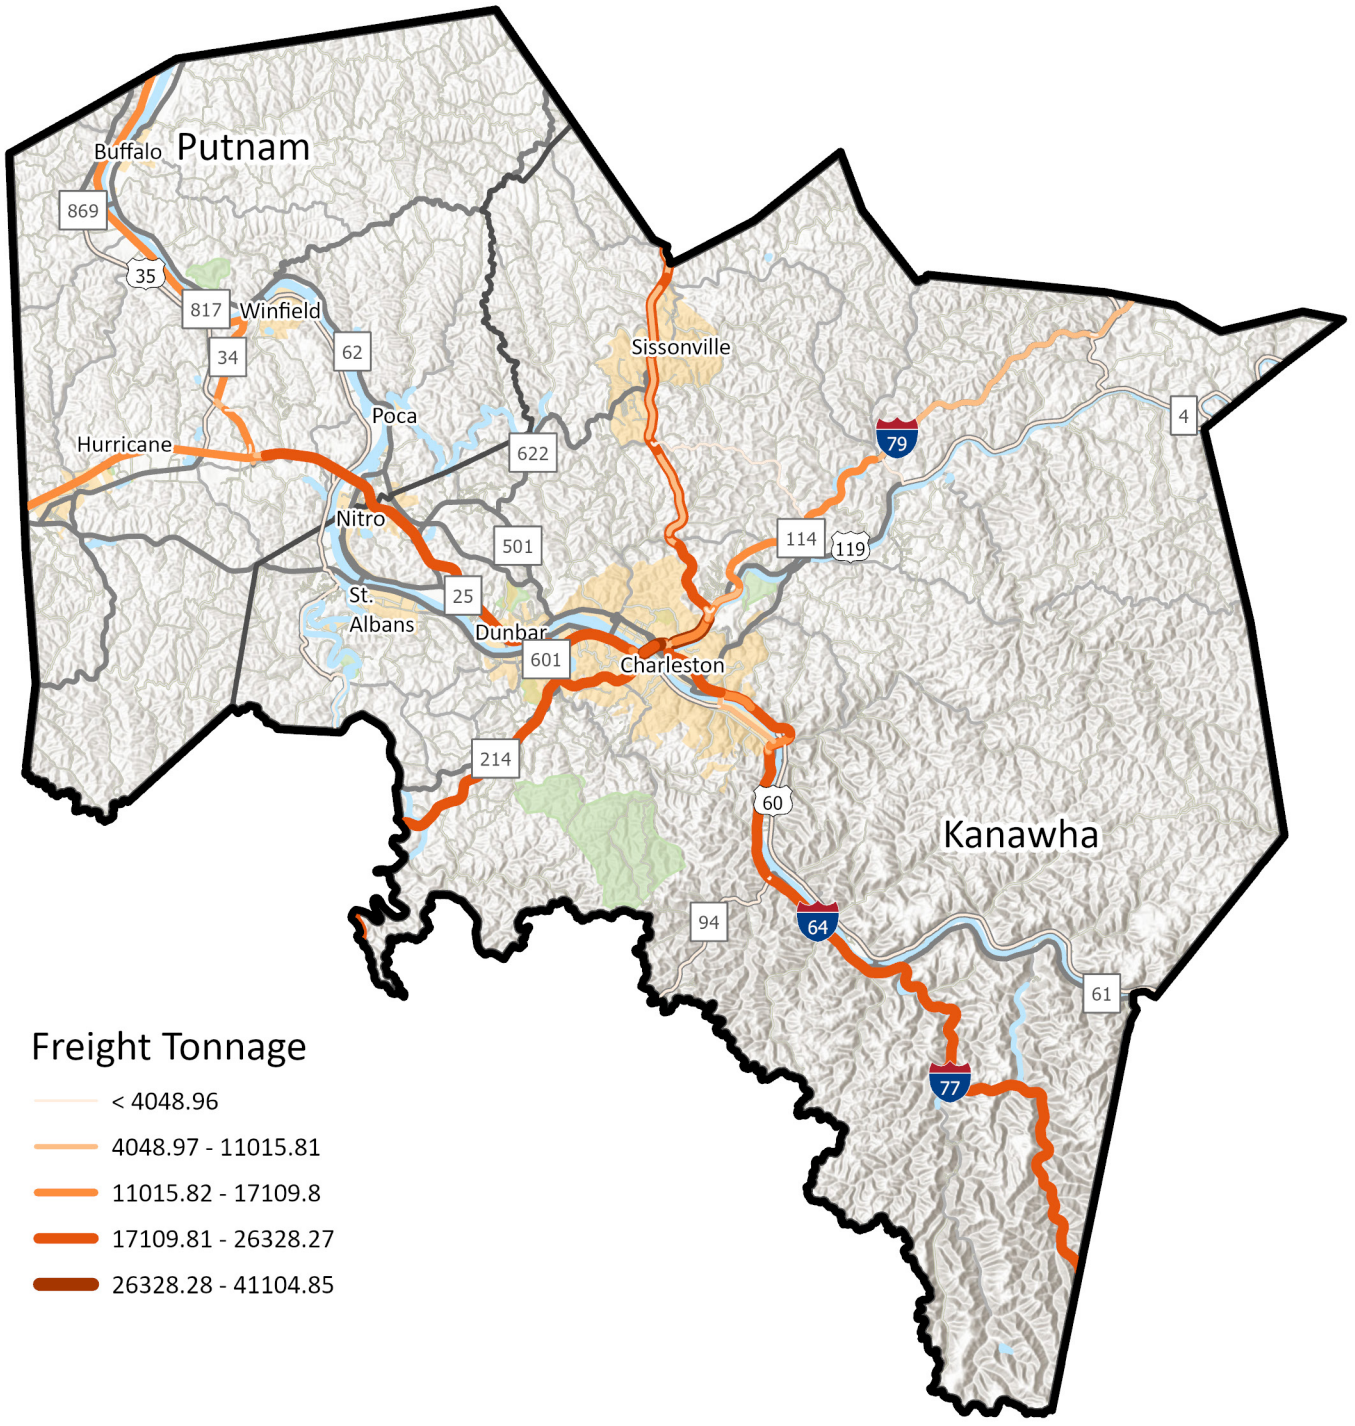 Putnam
Buffalo
869
35
817
Winfield
34
62
Sissonville
Poca
4
Hurricane
79
622
Nitro
501
114
119
St.
Albans
25
Dunbar
601
Charleston
214
60
Kanawha
94
64
61
77
Freight Tonnage
< 4048.96
4048.97 - 11015.81
11015.82 - 17109.8
17109.81 - 26328.27
26328.28 - 41104.85